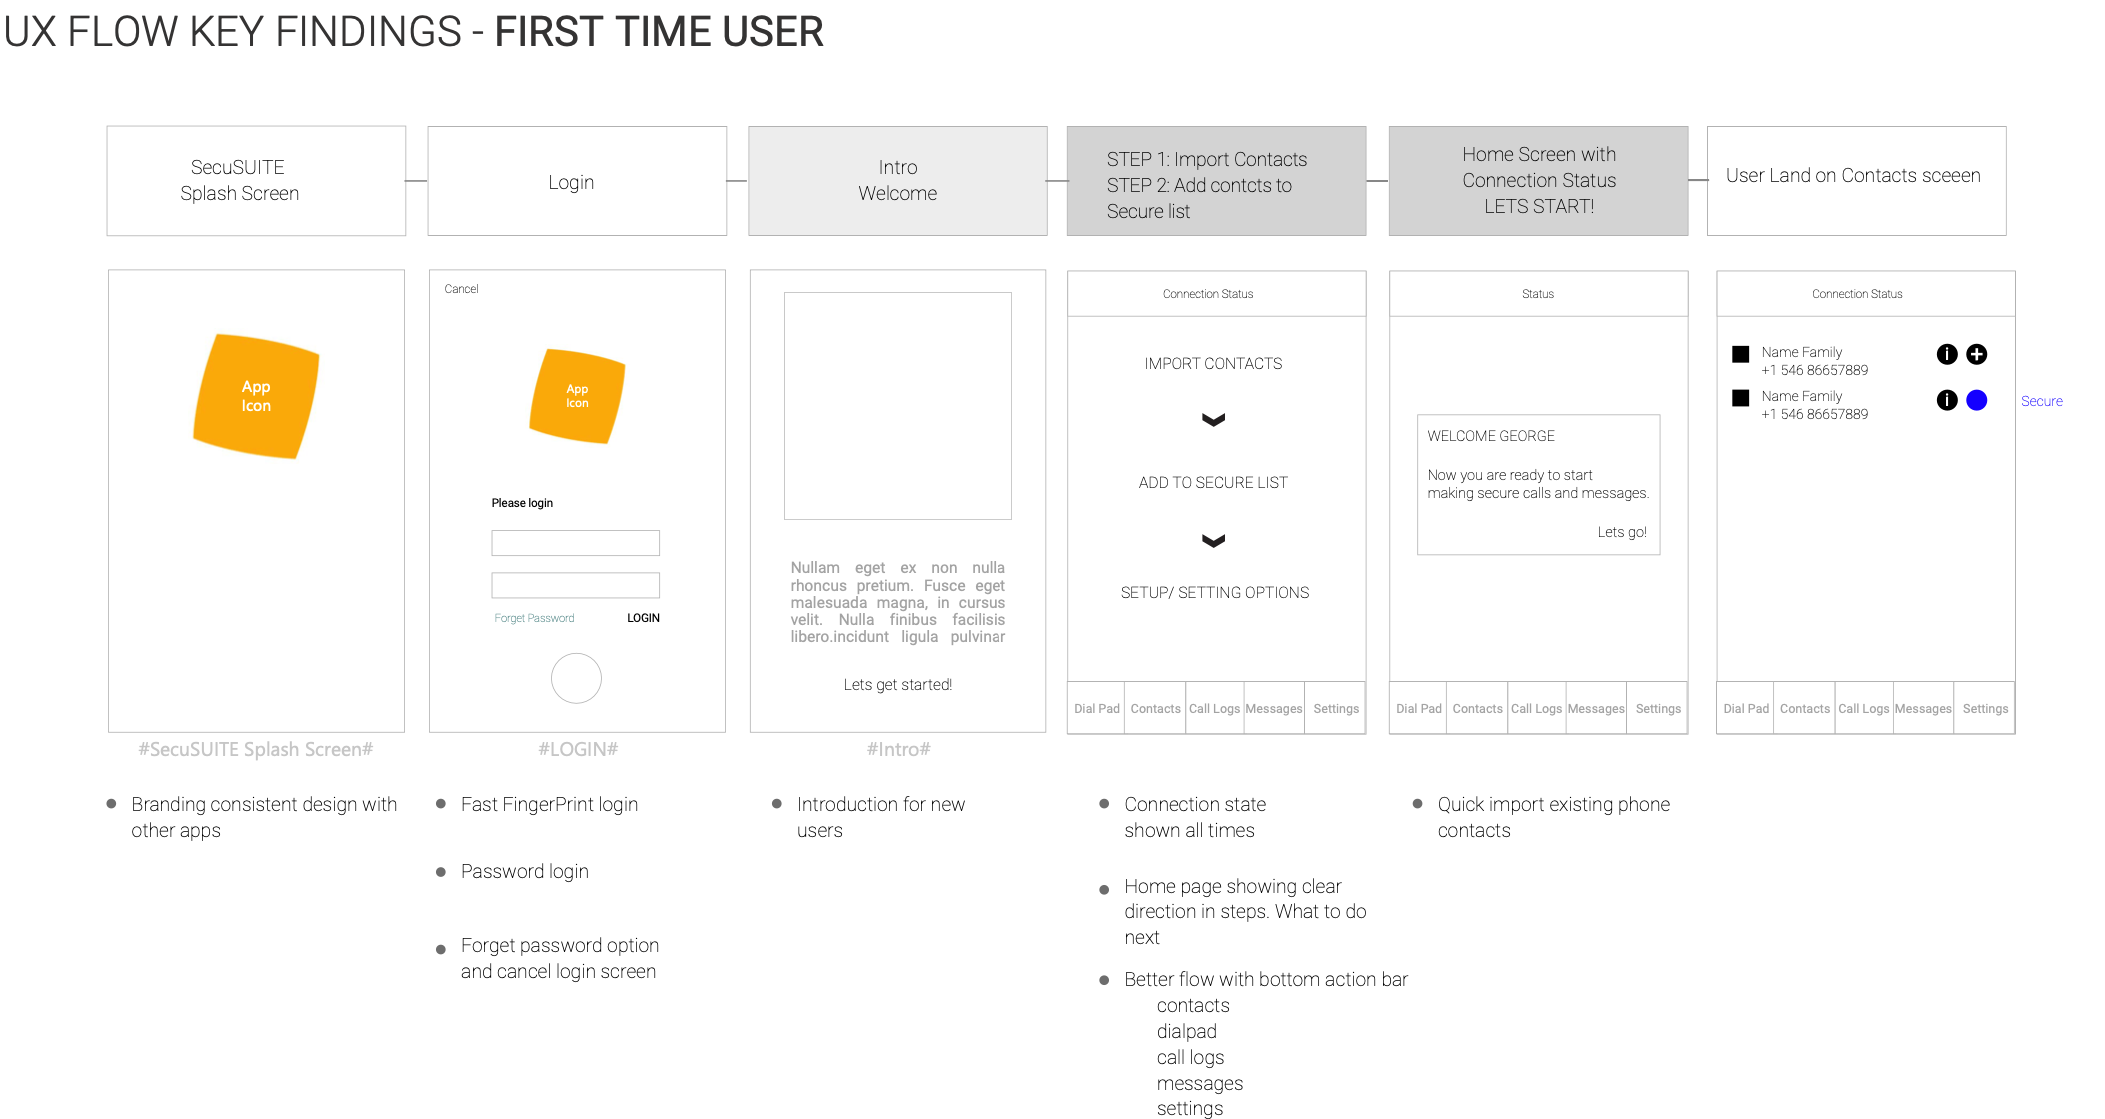 UX FLOW KEY FINDINGS - FIRST TIME USER
SecuSUITE
Splash Screen
Login
Intro
Welcome
STEP 1: Import Contacts
STEP 2: Add contcts to
Secure list
Home Screen with
Connection Status
LETS START!
User Land on Contacts sceeen
App
Icon
#SecuSUITE Splash Screen#
Cancel
App
Icon
Please login
Forget Password
LOGIN
#LOGIN#
Nullam eget ex non nulla
rhoncus pretium. Fusce eget
malesuada magna, in cursus
velit. Nulla finibus facilisis
libero.incidunt ligula pulvinar
Lets get started!
#Intro#
Connection Status
IMPORT CONTACTS
ADD TO SECURE LIST
SETUP/ SETTING OPTIONS
Dial Pad Contacts Call Logs Messages Settings
Status
WELCOME GEORGE
Now you are ready to start
making secure calls and messages.
Lets go!
Dial Pad Contacts Call Logs Messages Settings
Connection Status
Name Family
+1 546 86657889
i +
Name Family
+1 546 86657889
i
Secure
Dial Pad Contacts Call Logs Messages Settings
● Branding consistent design with
other apps
● Fast FingerPrint login
● Password login
● Forget password option
and cancel login screen
● Introduction for new
users
● Connection state
shown all times
● Home page showing clear
direction in steps. What to do
next
● Better flow with bottom action bar
contacts
dialpad
call logs
messages
settings
● Quick import existing phone
contacts